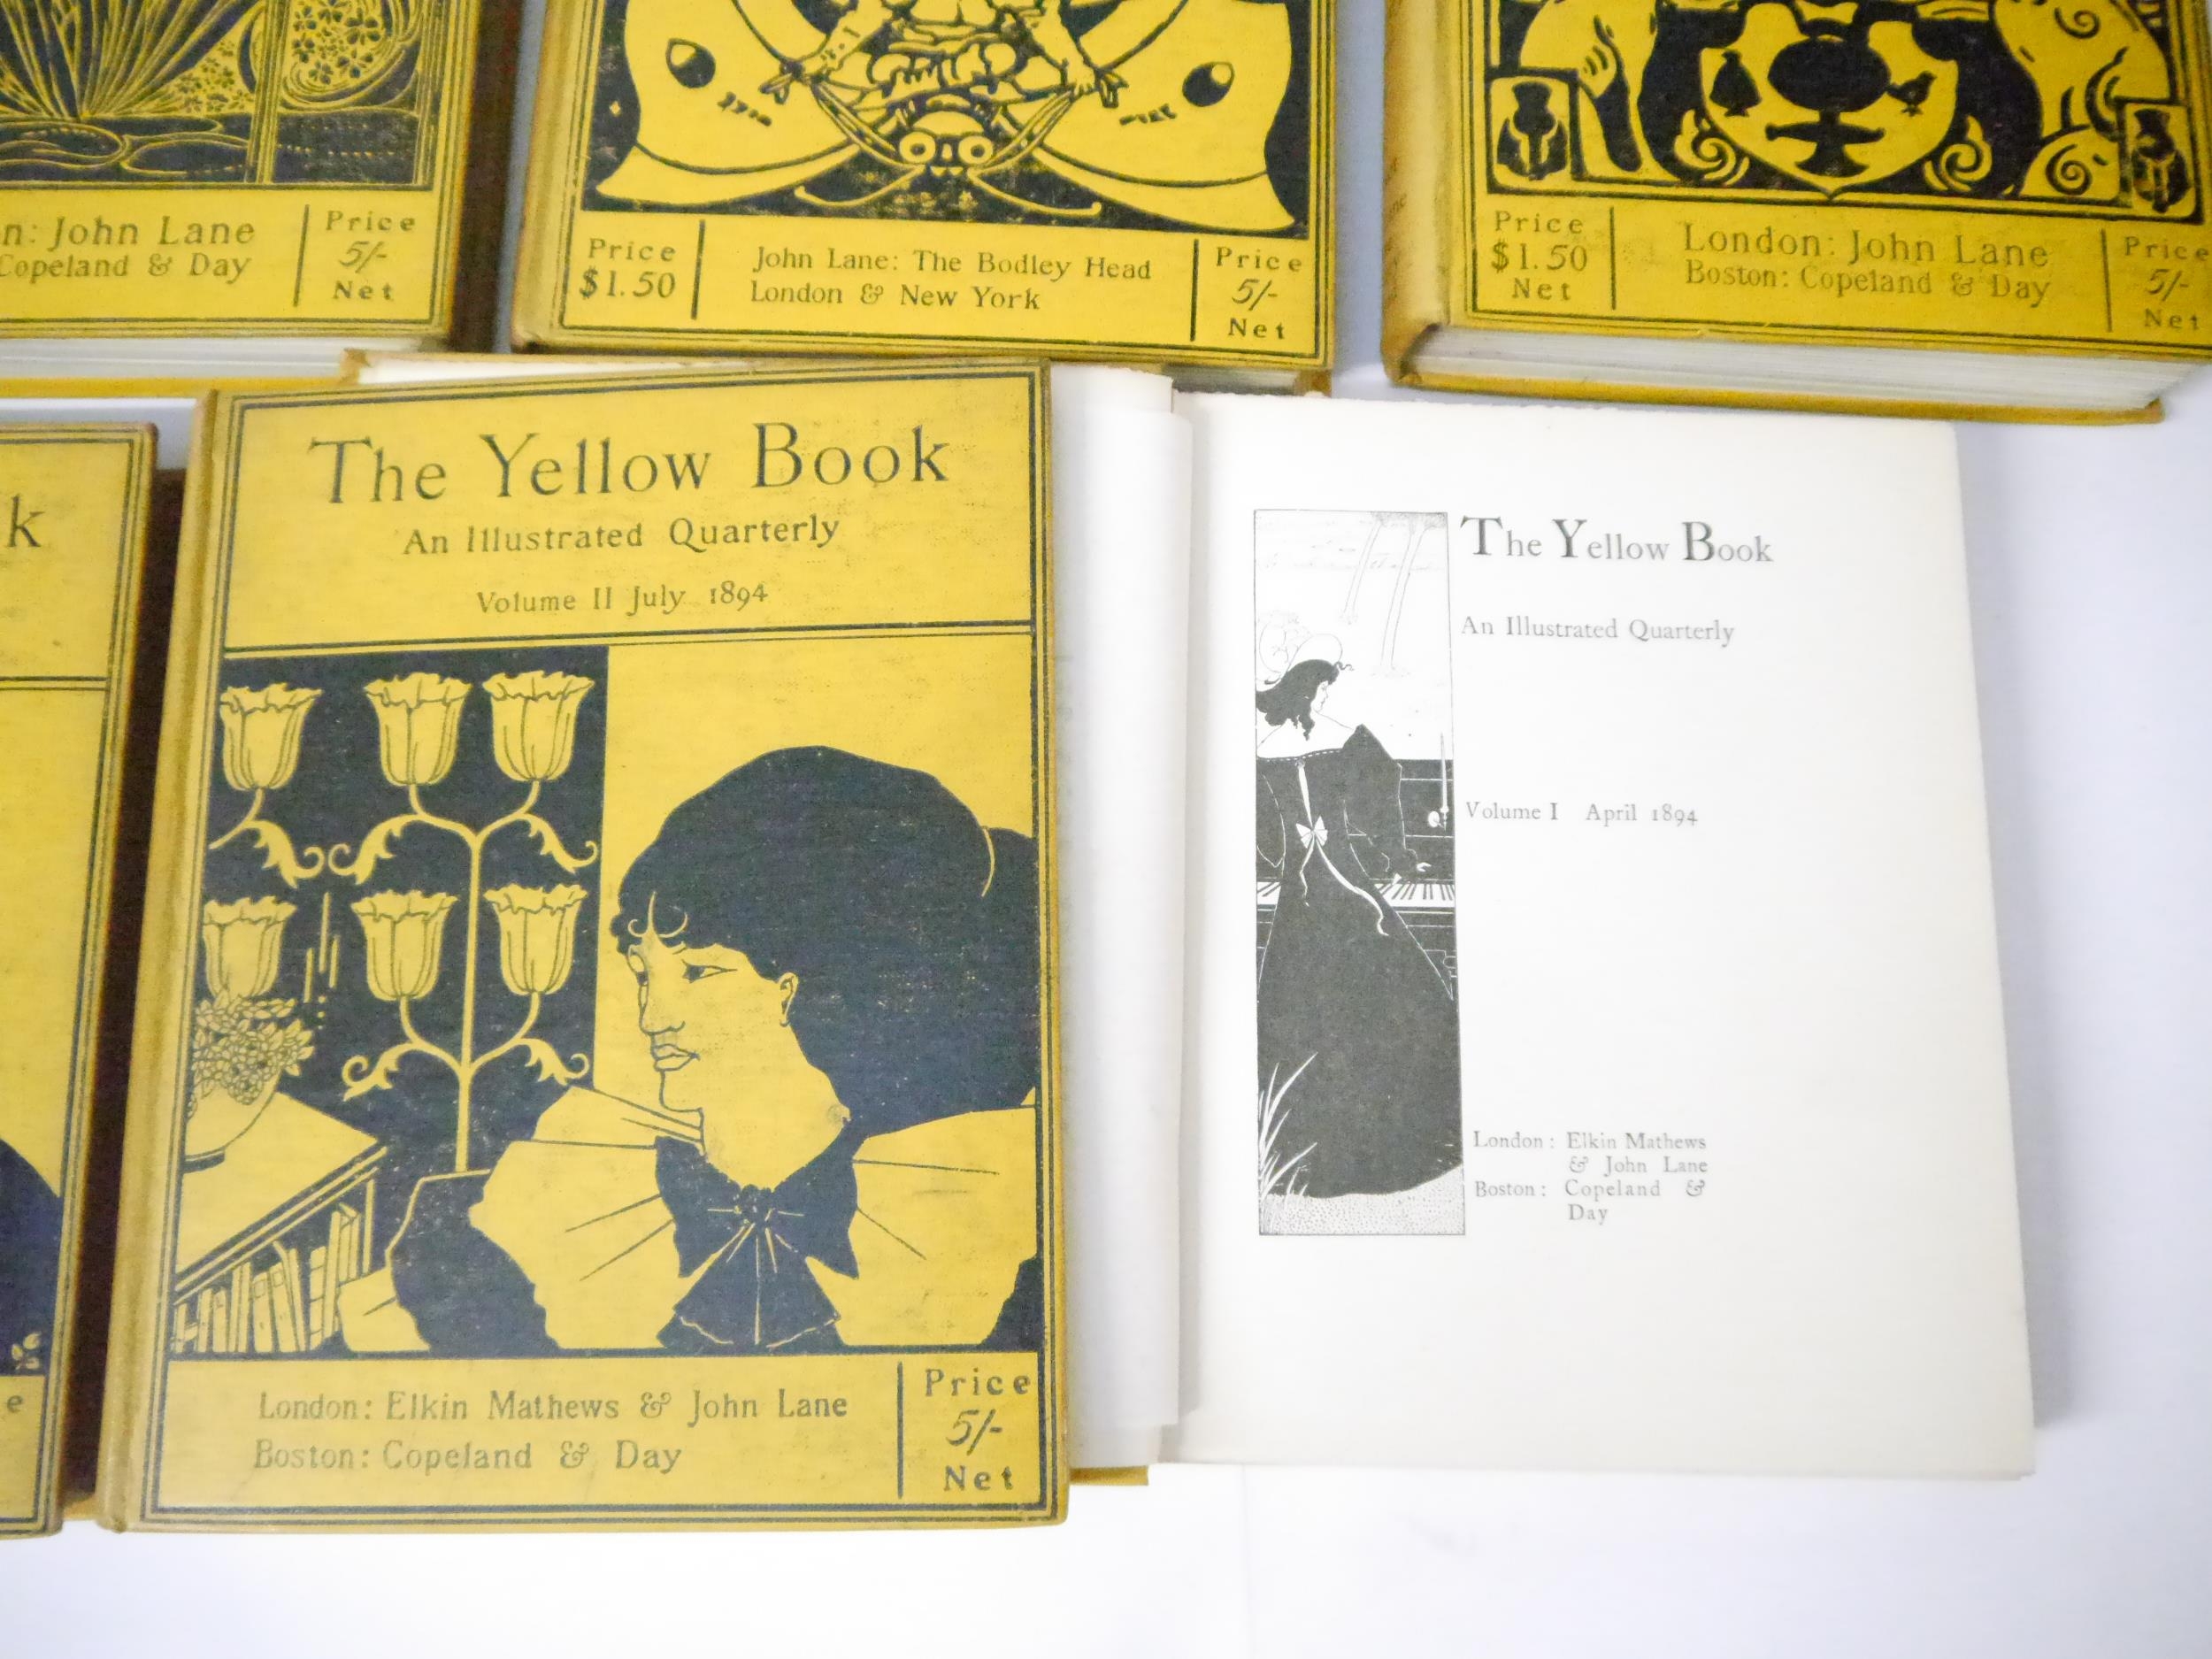 n: John Lane
Copeland & Day
Price
5/-
Net
Price
$1.50
John Lane: The Bodley Head
London & New York
Price
5/-
Net
Price
$1.50
Net
London: John Lane
Boston: Copeland & Day
Price
5/-
Net
k
e
The Yellow Book
An Illustrated Quarterly
Volume II July 1894
London: Elkin Mathews & John Lane
Boston: Copeland & Day
Price
5/-
Net
The Yellow Book
An Illustrated Quarterly
Volume I April 1894
London: Elkin Mathews
& John Lane
Boston: Copeland &
Day